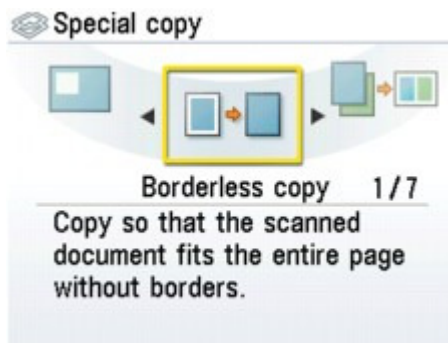 Special copy
Borderless copy 1/7
Copy so that the scanned
document fits the entire page
without borders.